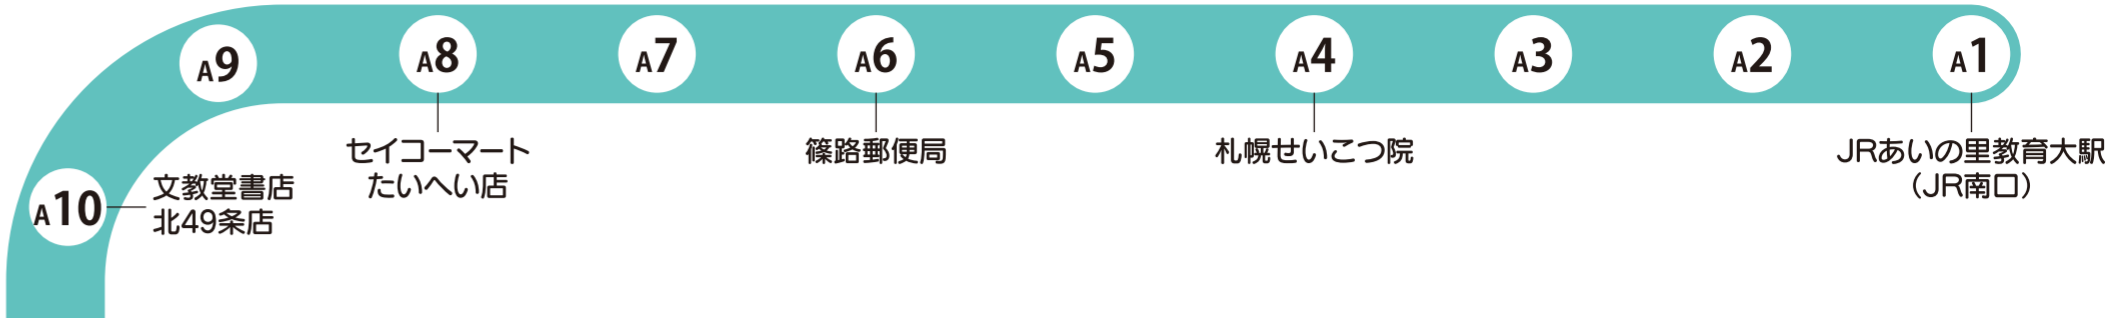 A9
A8
A7
A6
A5
A4
A3
A2
A1
セイコーマート
たいへい店
篠路郵便局
札幌せいこつ院
JRあいの里教育大駅
(JR南口)
A10
文教堂書店
北49条店